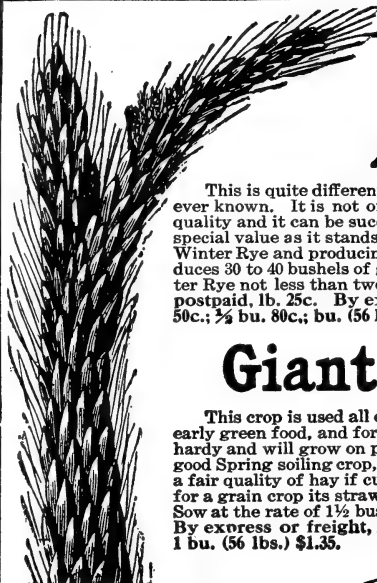 This is quite differen
ever known. It is not o
quality and it can be suc
special value as it stands
Winter Rye and producin
duces 30 to 40 bushels of
ter Rye not less than tw
postpaid, lb. 25c. By e
50c.; ½ bu. 80c.; bu. (56
Giant
This crop is used all
early green food, and for
hardy and will grow on p
good Spring soiling crop,
a fair quality of hay if cu
for a grain crop its straw
Sow at the rate of 1½ bus
By express or freight,
1 bu. (56 lbs.) $1.35.